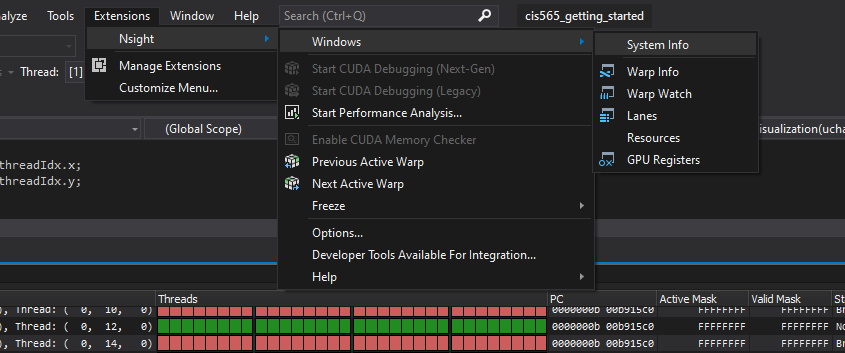 nalyze Tools Extensions Window Help Search (Ctrl+Q) cis565_getting_started
Nsight
Manage Extensions
Customize Menu...
Windows
Start CUDA Debugging (Next-Gen)
Start CUDA Debugging (Legacy)
Start Performance Analysis...
Enable CUDA Memory Checker
Previous Active Warp
Next Active Warp
Freeze
Options...
Developer Tools Available For Integration...
Help
System Info
Warp Info
Warp Watch
Lanes
Resources
GPU Registers
Thread: [1]
(Global Scope) isualization(ucha
threadIdx.x;
threadIdx.y;
Threads PC Active Mask Valid Mask St
), Thread: ( 0, 10, 0) 0000000b 00b915c0 FFFFFFFF FFFFFFFF Br
), Thread: ( 0, 12, 0) 0000000b 00b915c0 FFFFFFFF FFFFFFFF No
), Thread: ( 0, 14, 0) 0000000b 00b915c0 FFFFFFFF FFFFFFFF Br